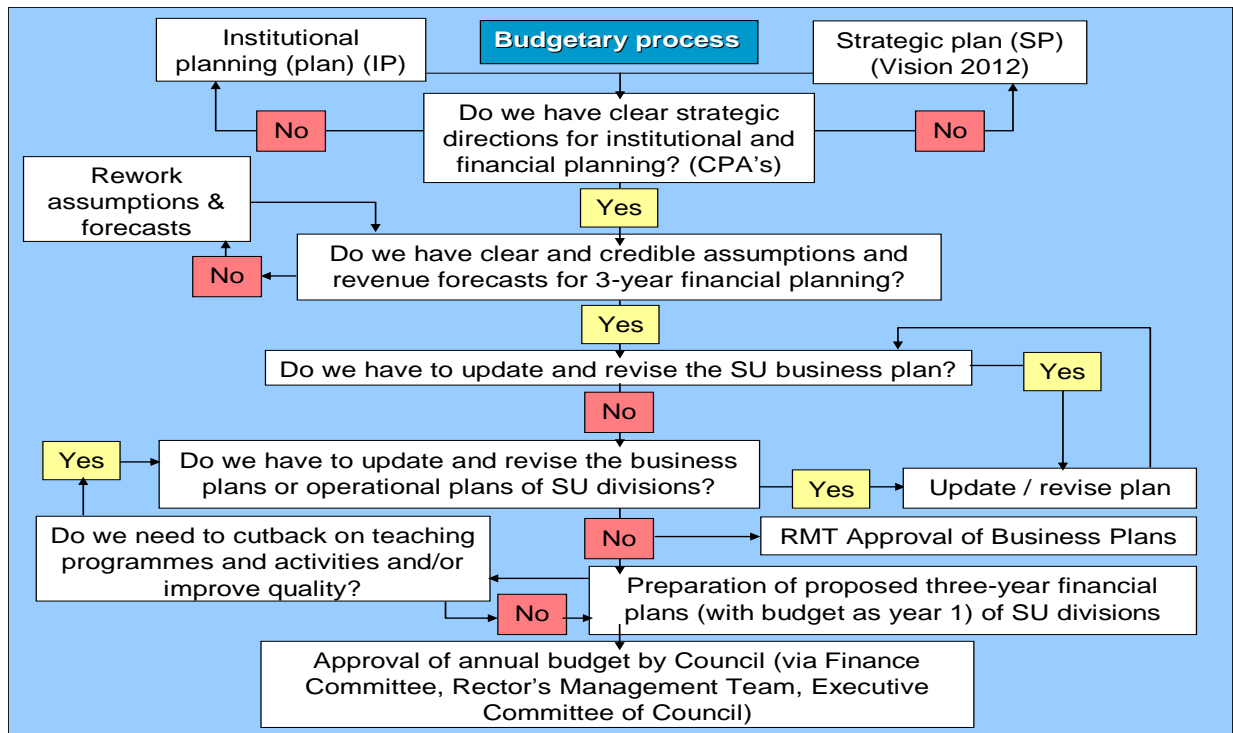 Institutional
planning (plan) (IP)
Budgetary process
Strategic plan (SP)
(Vision 2012)
No
Do we have clear strategic
directions for institutional and
financial planning? (CPA's)
No
Rework
assumptions &
forecasts
Yes
No
Do we have clear and credible assumptions and
revenue forecasts for 3-year financial planning?
Yes
Do we have to update and revise the SU business plan?
Yes
No
Yes
Do we have to update and revise the business
plans or operational plans of SU divisions?
Yes
Update / revise plan
Do we need to cutback on teaching
programmes and activities and/or
improve quality?
No
RMT Approval of Business Plans
No
Preparation of proposed three-year financial
plans (with budget as year 1) of SU divisions
Approval of annual budget by Council (via Finance
Committee, Rector's Management Team, Executive
Committee of Council)